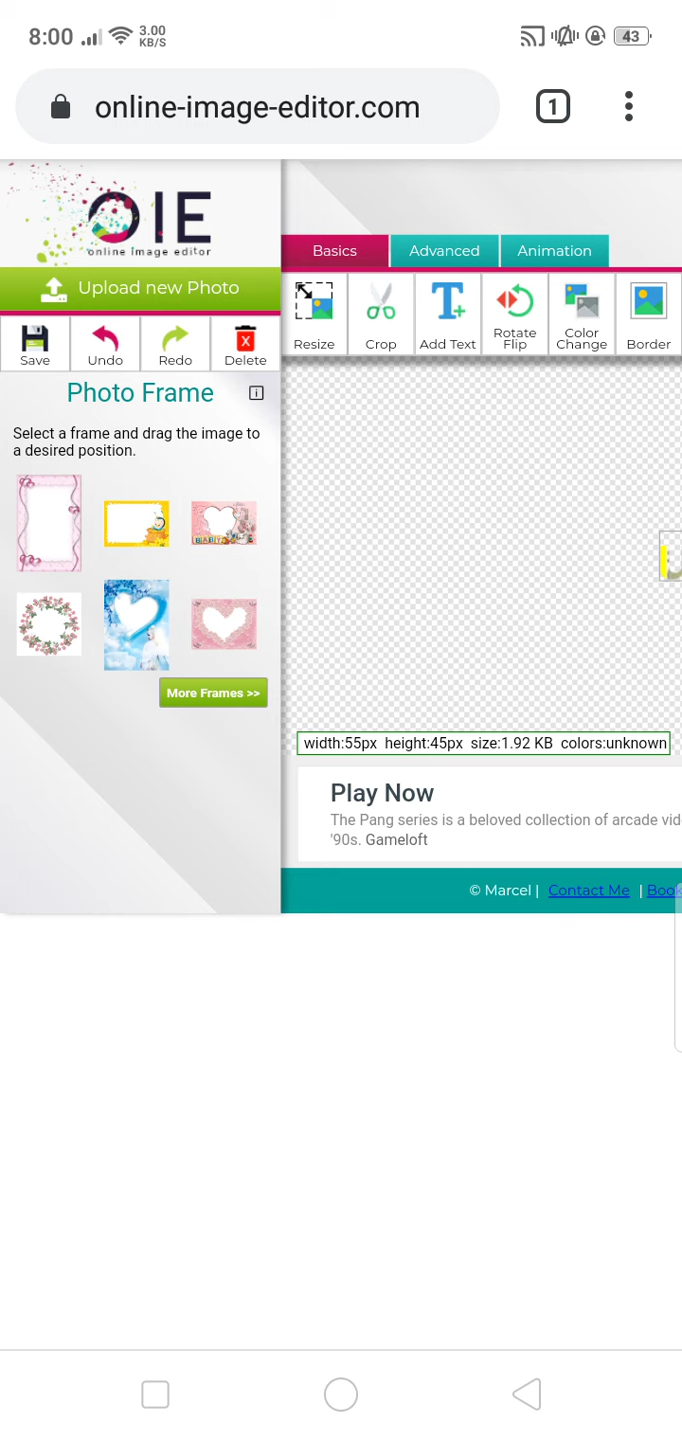 8:00 3.00 KB/S 43
online-image-editor.com 1
OIE
online image editor
Upload new Photo
Basics Advanced Animation
Save Undo Redo Delete
Resize Crop Add Text Rotate Flip Color Change Border
Photo Frame
Select a frame and drag the image to
a desired position.
BABY
More Frames >>
width:55px height:45px size:1.92 KB colors:unknown
Play Now
The Pang series is a beloved collection of arcade vid
'90s. Gameloft
© Marcel | Contact Me | Book